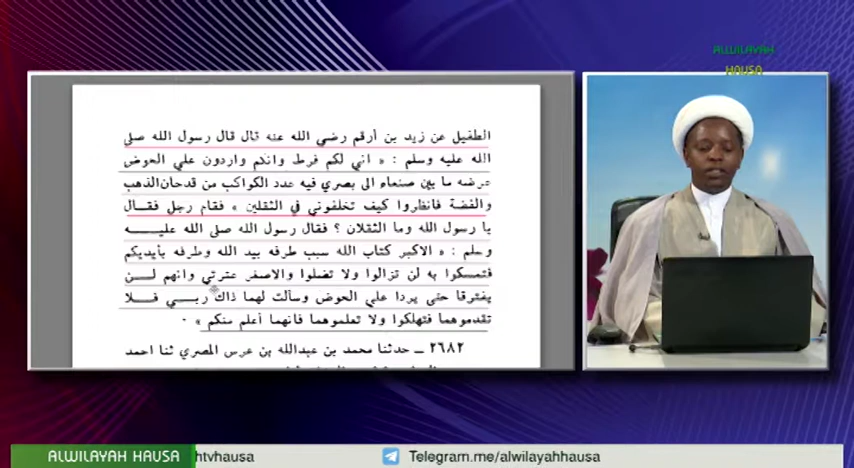 ALWILAYAH
HAUSA
الطفيل عن زيد بن أرقم رضي الله عنه قال قال رسول الله صلى
الله عليه وسلم : « اني لكم فرط وانكم واردون علي الحوض
عرضه ما بين صنعاء الى بصرى فيه عدد الكواكب من قدحان الذهب
والفضة فانظروا كيف تخلفوني في الثقلين » فقام رجل فقال
يا رسول الله وما الثقلان ؟ فقال رسول الله صلى الله عليه
وسلم : « الاكبر كتاب الله سبب طرفه بيد الله وطرفه بأيديكم
فتمسكوا به لن تزالوا ولا تضلوا والاصغر عترتي وانهم لن
يفترقا حتى يردا علي الحوض وسألت لهما ذاك ربي فلا
تقدموهما فتهلكوا ولا تعلموهما فانهما أعلم منكم » .
٢٦٨٢ ــ حدثنا محمد بن عبدالله بن عرس المصري ثنا احمد
ALWILAYAH HAUSA
htvhausa
Telegram.me/alwilayahhausa